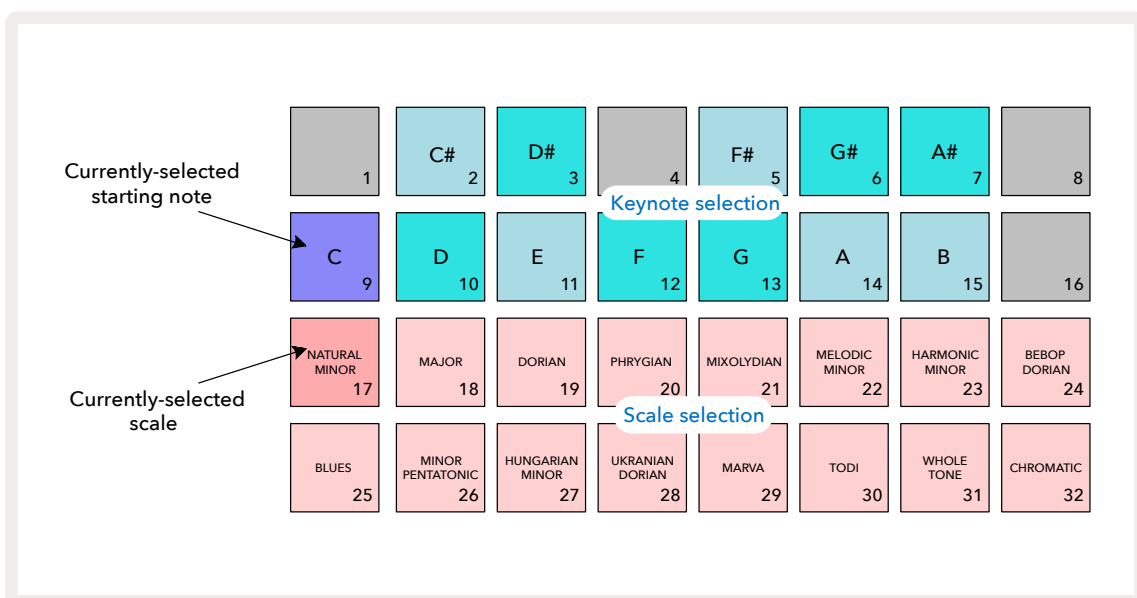 C#
D#
F#
G#
A#
1
2
3
4
5
6
7
8
Currently-selected
starting note
Keynote selection
C
D
E
F
G
A
B
9
10
11
12
13
14
15
16
NATURAL
MINOR
17
MAJOR
18
DORIAN
19
PHRYGIAN
20
MIXOLYDIAN
21
MELODIC
MINOR
22
HARMONIC
MINOR
23
BEBOP
DORIAN
24
Currently-selected
scale
Scale selection
BLUES
25
MINOR
PENTATONIC
26
HUNGARIAN
MINOR
27
UKRANIAN
DORIAN
28
MARVA
29
TODI
30
WHOLE
TONE
31
CHROMATIC
32